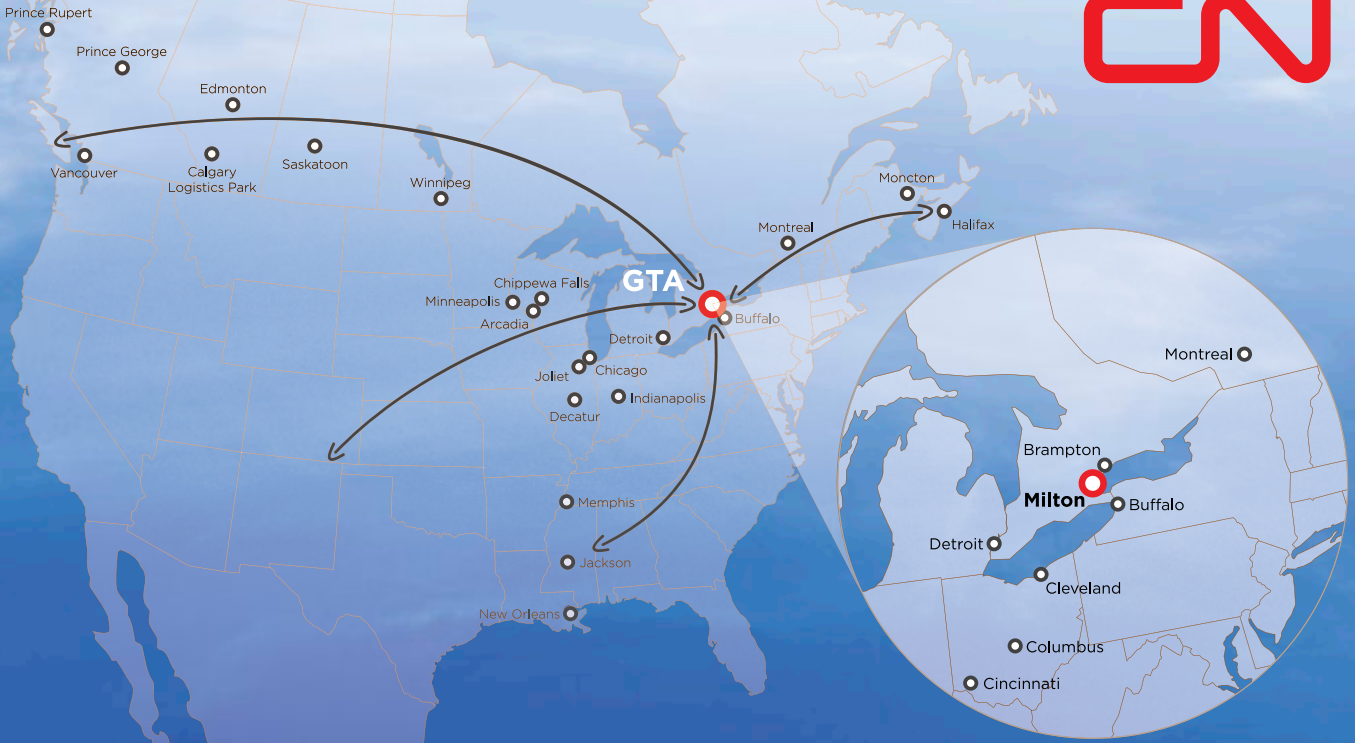 Prince Rupert
CN
Prince George
Edmonton
Vancouver
Calgary
Logistics Park
Saskatoon
Winnipeg
Moncton
Halifax
Montreal
GTA
Chippewa Falls
Minneapolis
Arcadia
Buffalo
Detroit
Joliet
Chicago
Indianapolis
Decatur
Memphis
Jackson
New Orleans
Montreal
Brampton
Milton
Buffalo
Detroit
Cleveland
Columbus
Cincinnati